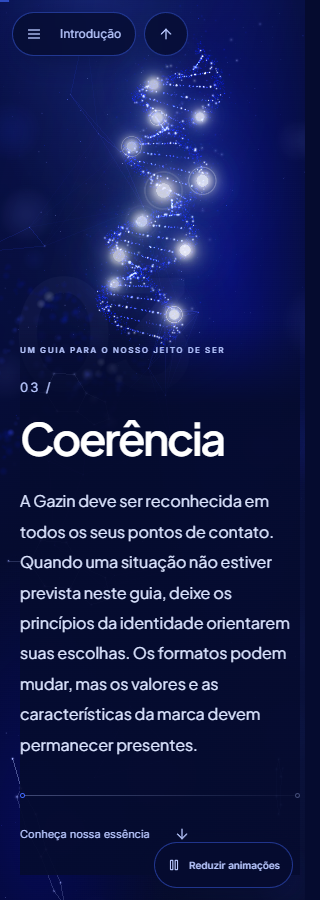 Introdução
UM GUIA PARA O NOSSO JEITO DE SER
03 /
Coerência
A Gazin deve ser reconhecida em
todos os seus pontos de contato.
Quando uma situação não estiver
prevista neste guia, deixe os
princípios da identidade orientarem
suas escolhas. Os formatos podem
mudar, mas os valores e as
características da marca devem
permanecer presentes.
Conheça nossa essência
Reduzir animações